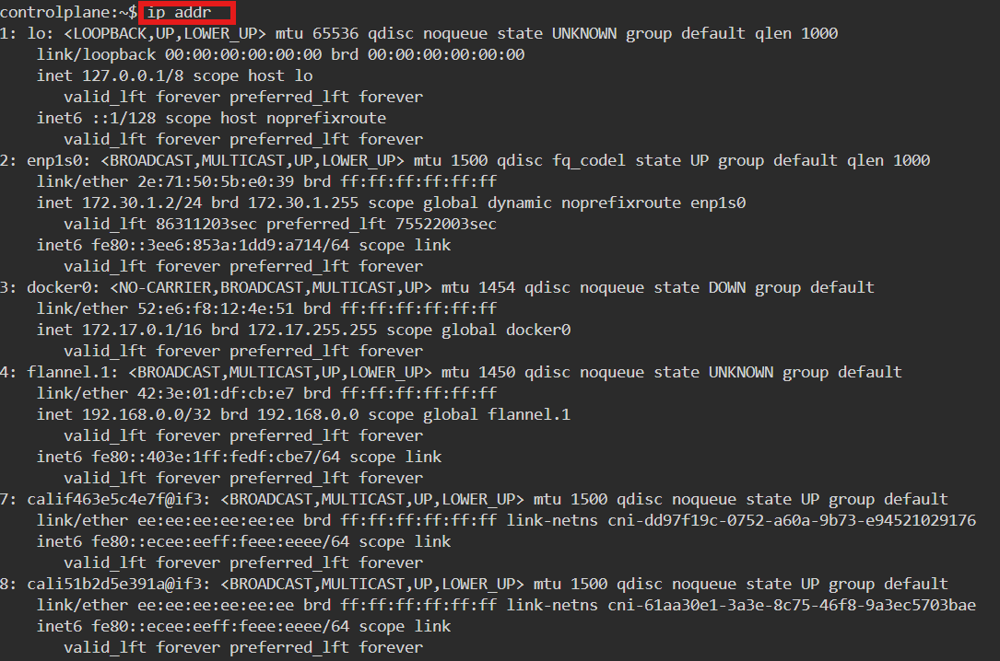 controlplane:~$ ip addr
1: lo: <LOOPBACK,UP,LOWER_UP> mtu 65536 qdisc noqueue state UNKNOWN group default qlen 1000
    link/loopback 00:00:00:00:00:00 brd 00:00:00:00:00:00
    inet 127.0.0.1/8 scope host lo
       valid_lft forever preferred_lft forever
    inet6 ::1/128 scope host noprefixroute
       valid_lft forever preferred_lft forever
2: enp1s0: <BROADCAST,MULTICAST,UP,LOWER_UP> mtu 1500 qdisc fq_codel state UP group default qlen 1000
    link/ether 2e:71:50:5b:e0:39 brd ff:ff:ff:ff:ff:ff
    inet 172.30.1.2/24 brd 172.30.1.255 scope global dynamic noprefixroute enp1s0
       valid_lft 86311203sec preferred_lft 75522003sec
    inet6 fe80::3ee6:853a:1dd9:a714/64 scope link
       valid_lft forever preferred_lft forever
3: docker0: <NO-CARRIER,BROADCAST,MULTICAST,UP> mtu 1454 qdisc noqueue state DOWN group default
    link/ether 52:e6:f8:12:4e:51 brd ff:ff:ff:ff:ff:ff
    inet 172.17.0.1/16 brd 172.17.255.255 scope global docker0
       valid_lft forever preferred_lft forever
4: flannel.1: <BROADCAST,MULTICAST,UP,LOWER_UP> mtu 1450 qdisc noqueue state UNKNOWN group default
    link/ether 42:3e:01:df:cb:e7 brd ff:ff:ff:ff:ff:ff
    inet 192.168.0.0/32 brd 192.168.0.0 scope global flannel.1
       valid_lft forever preferred_lft forever
    inet6 fe80::403e:1ff:fedf:cbe7/64 scope link
       valid_lft forever preferred_lft forever
7: calif463e5c4e7f@if3: <BROADCAST,MULTICAST,UP,LOWER_UP> mtu 1500 qdisc noqueue state UP group default
    link/ether ee:ee:ee:ee:ee:ee brd ff:ff:ff:ff:ff:ff link-netns cni-dd97f19c-0752-a60a-9b73-e94521029176
    inet6 fe80::ecee:eeff:feee:eeee/64 scope link
       valid_lft forever preferred_lft forever
8: cali51b2d5e391a@if3: <BROADCAST,MULTICAST,UP,LOWER_UP> mtu 1500 qdisc noqueue state UP group default
    link/ether ee:ee:ee:ee:ee:ee brd ff:ff:ff:ff:ff:ff link-netns cni-61aa30e1-3a3e-8c75-46f8-9a3ec5703bae
    inet6 fe80::ecee:eeff:feee:eeee/64 scope link
       valid_lft forever preferred_lft forever